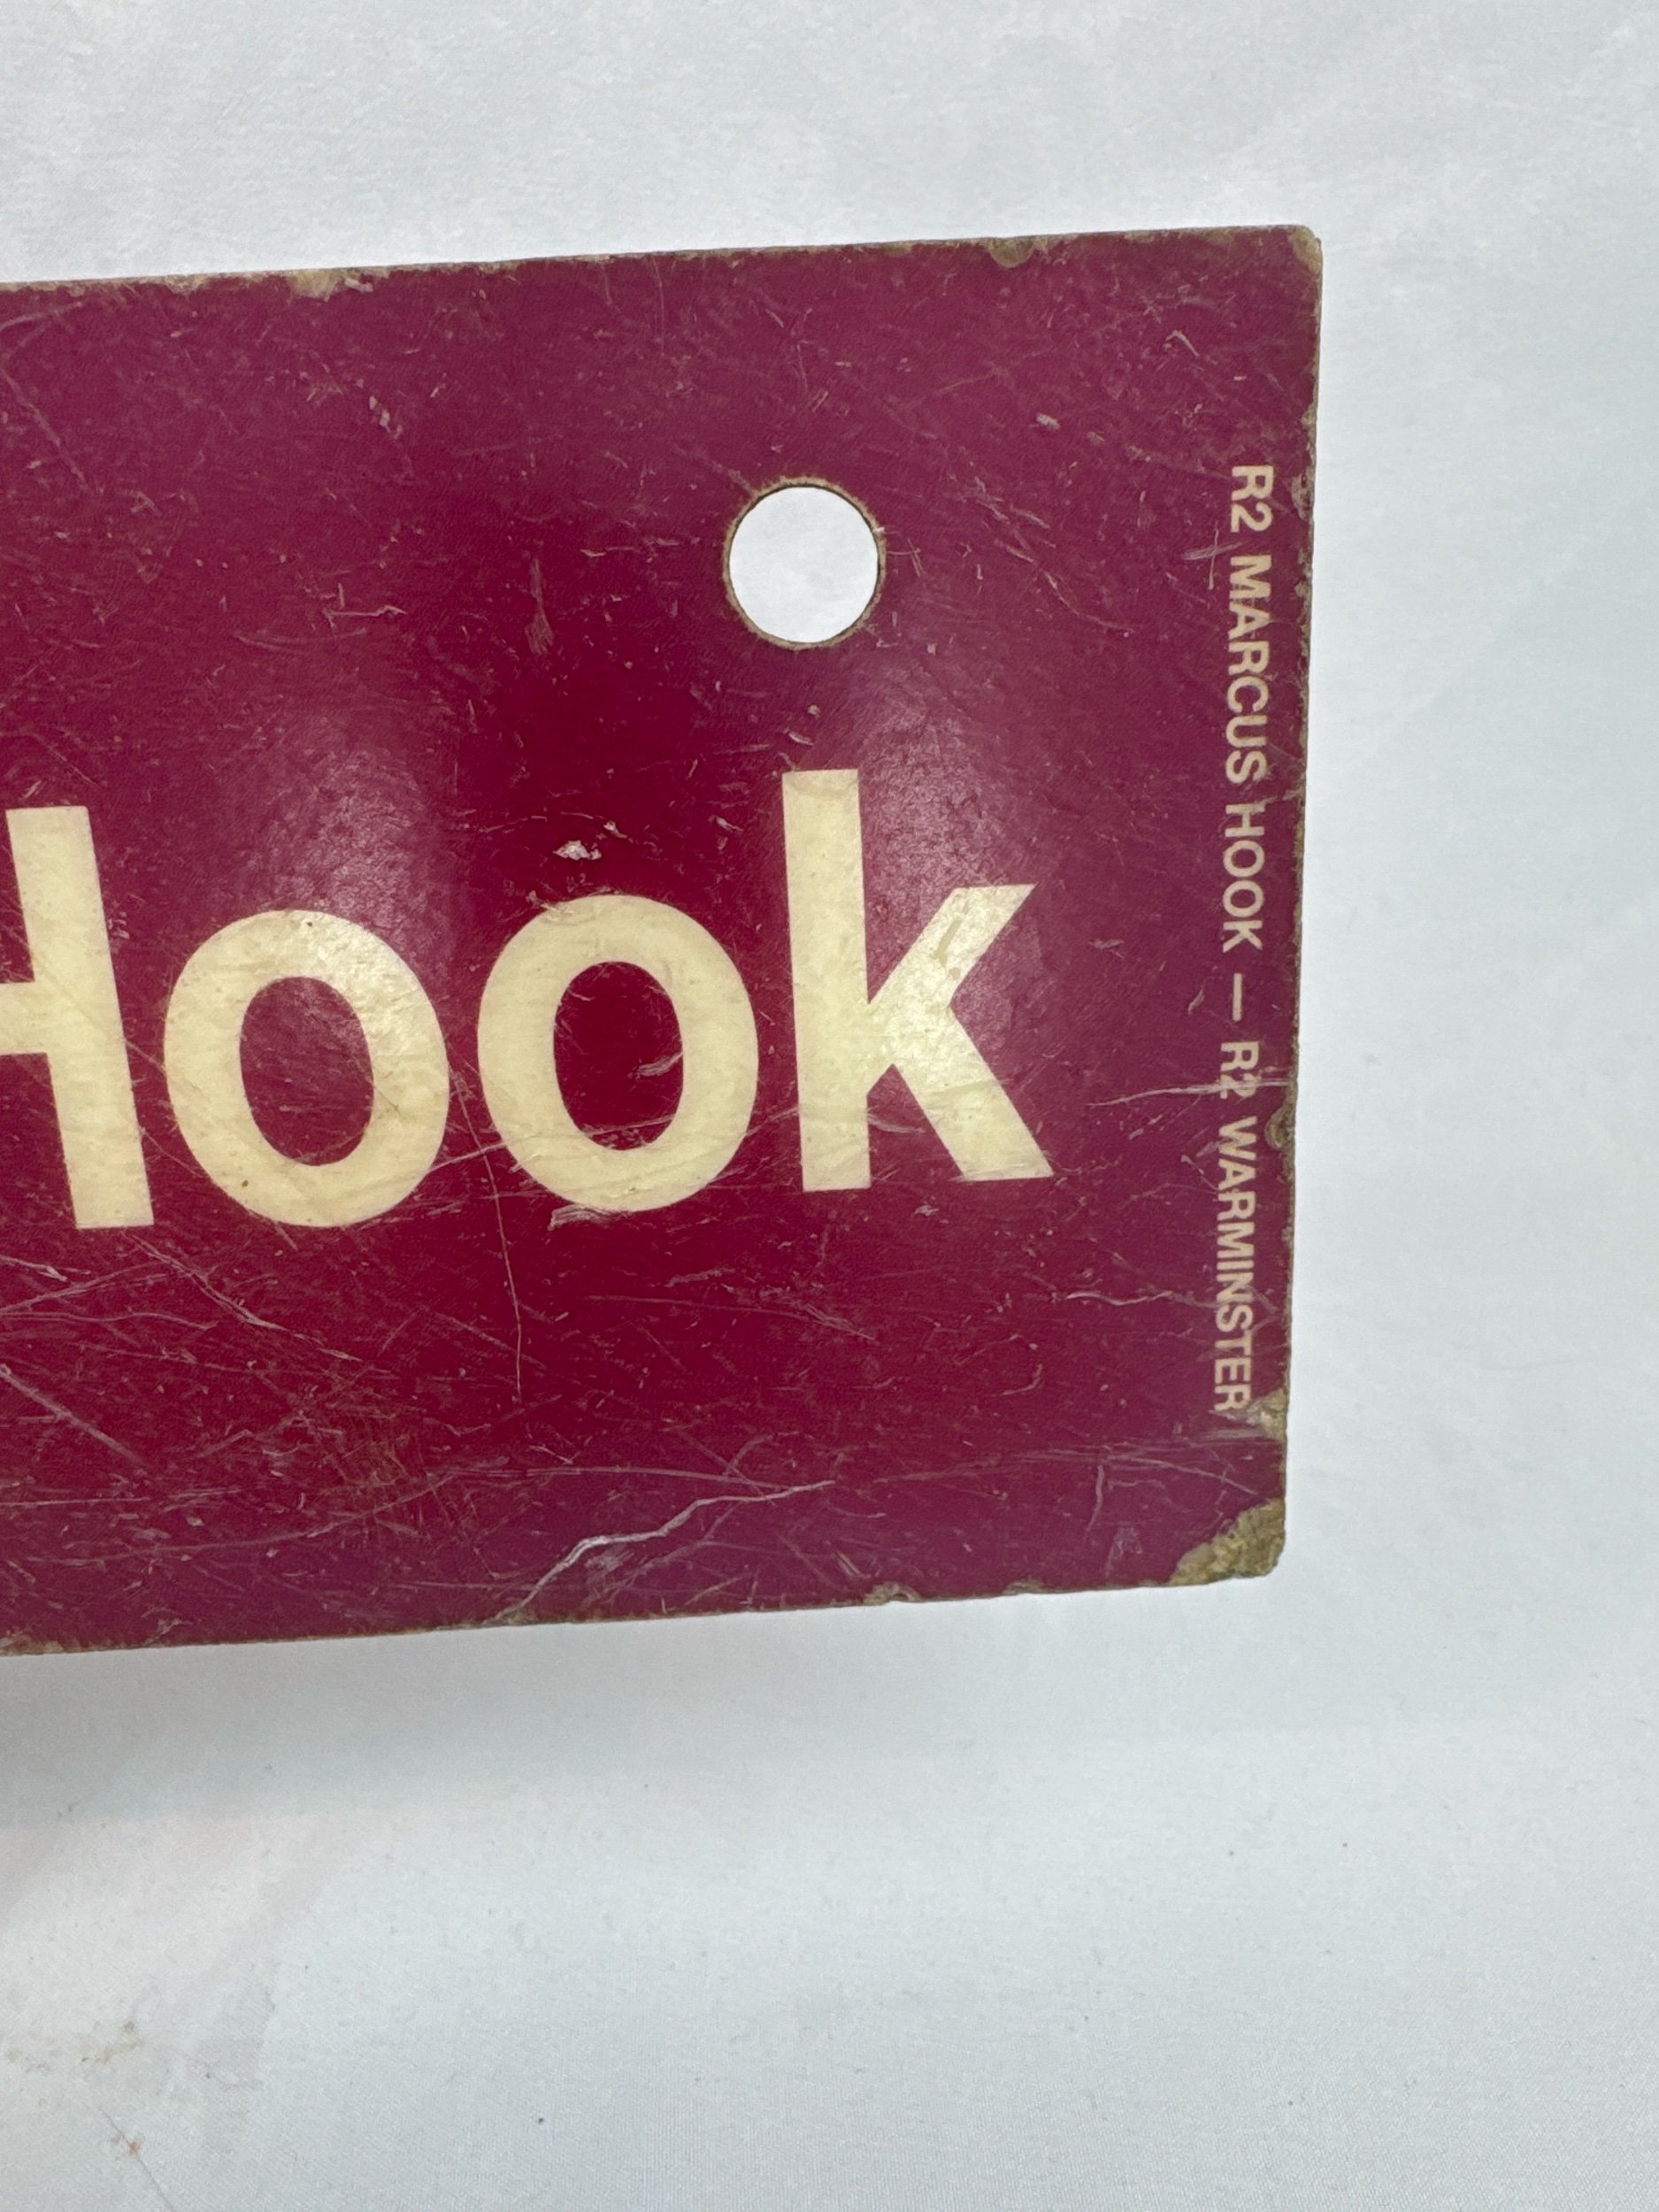 Hook
R2 MARCUS HOOK — R2 WARMINSTER